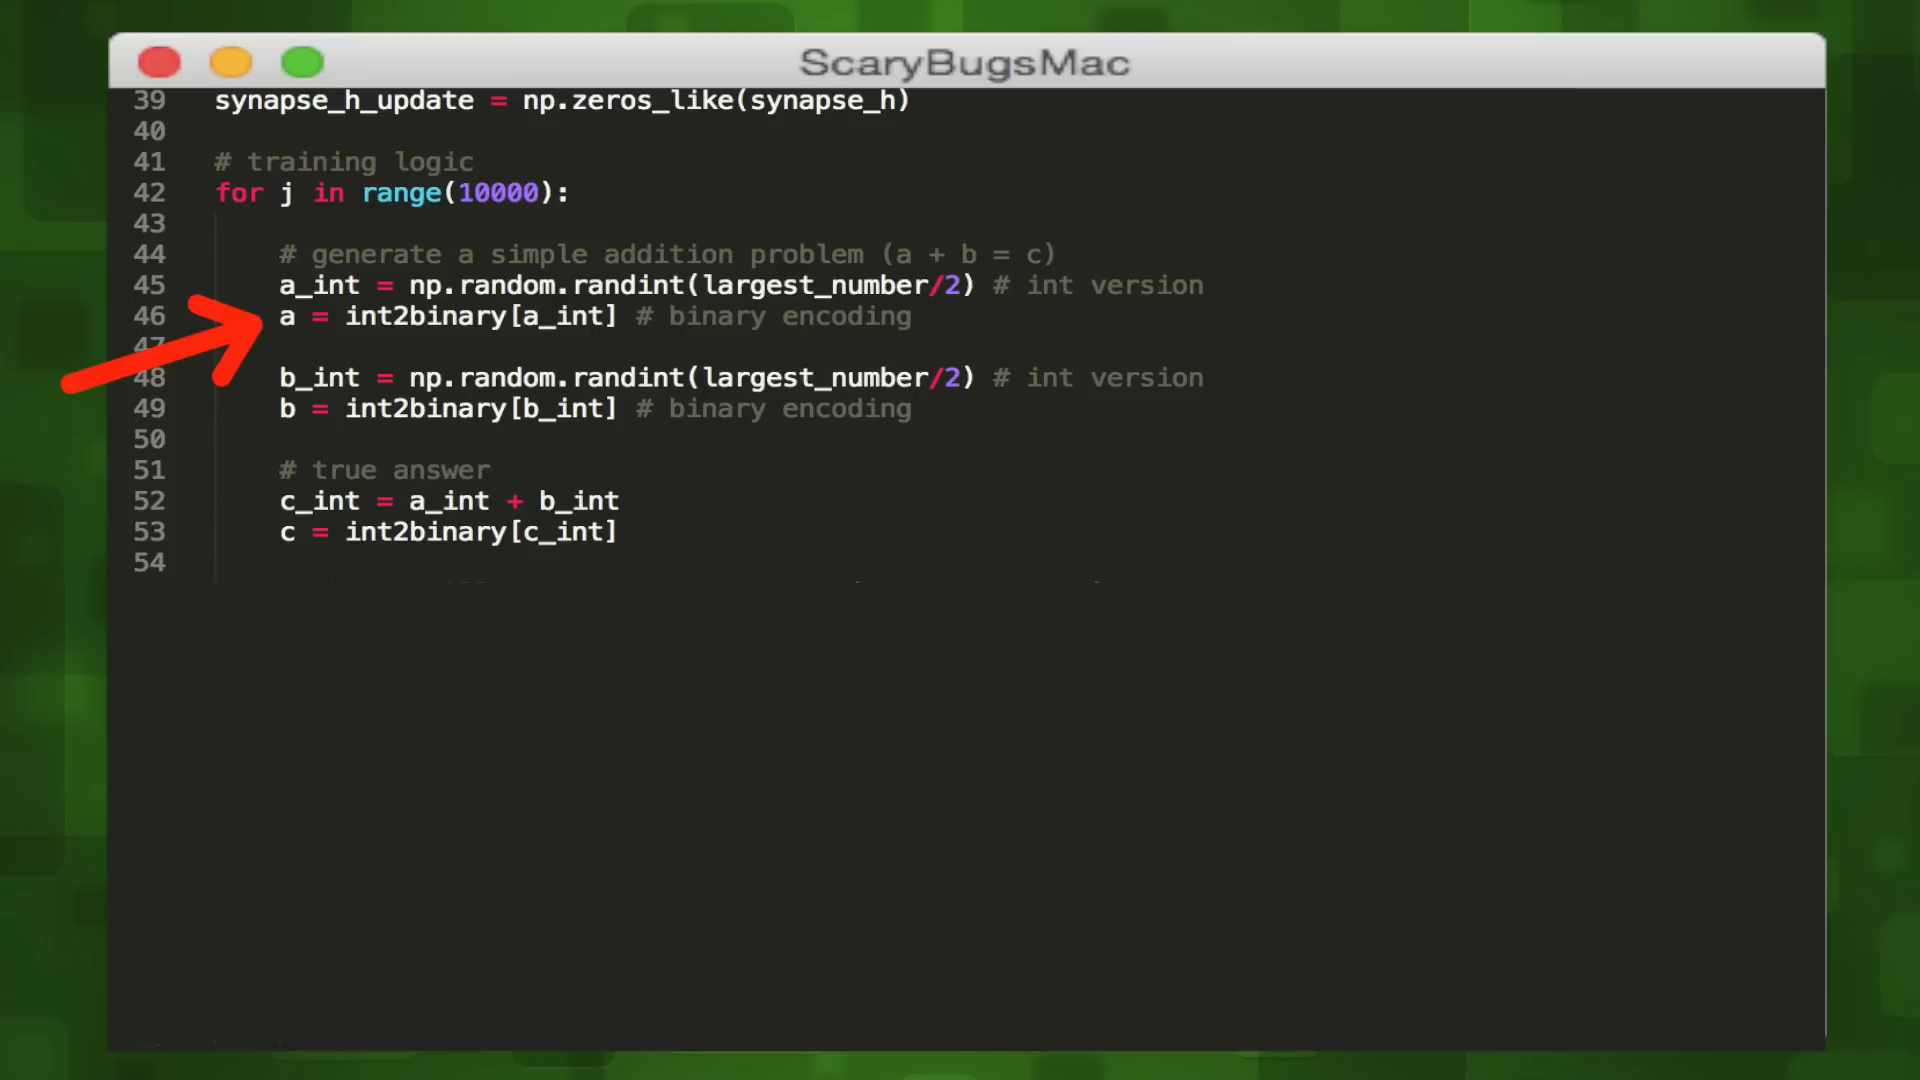 ScaryBugsMac
39 synapse_h_update = np.zeros_like(synapse_h)
40
41 # training logic
42 for j in range(10000):
43
44 # generate a simple addition problem (a + b = c)
45 a_int = np.random.randint(largest_number/2) # int version
46 a = int2binary[a_int] # binary encoding
47
48 b_int = np.random.randint(largest_number/2) # int version
49 b = int2binary[b_int] # binary encoding
50
51 # true answer
52 c_int = a_int + b_int
53 c = int2binary[c_int]
54